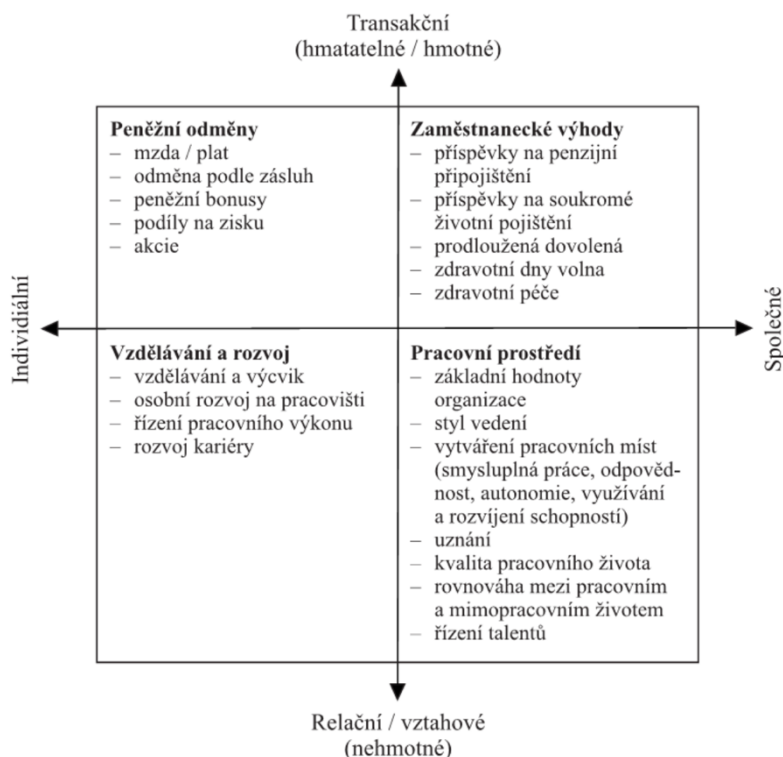 Transakční
(hmatatelné / hmotné)
Peněžní odměny
– mzda / plat
– odměna podle zásluh
– peněžní bonusy
– podíly na zisku
– akcie
Zaměstnanecké výhody
– příspěvky na penzijní
připojištění
– příspěvky na soukromé
životní pojištění
– prodloužená dovolená
– zdravotní dny volna
– zdravotní péče
Individiální
Společné
Vzdělávání a rozvoj
– vzdělávání a výcvik
– osobní rozvoj na pracovišti
– řízení pracovního výkonu
– rozvoj kariéry
Pracovní prostředí
– základní hodnoty
organizace
– styl vedení
– vytváření pracovních míst
(smysluplná práce, odpověd-
nost, autonomie, využívání
a rozvíjení schopností)
– uznání
– kvalita pracovního života
– rovnováha mezi pracovním
a mimopracovním životem
– řízení talentů
Relační / vztahové
(nehmotné)